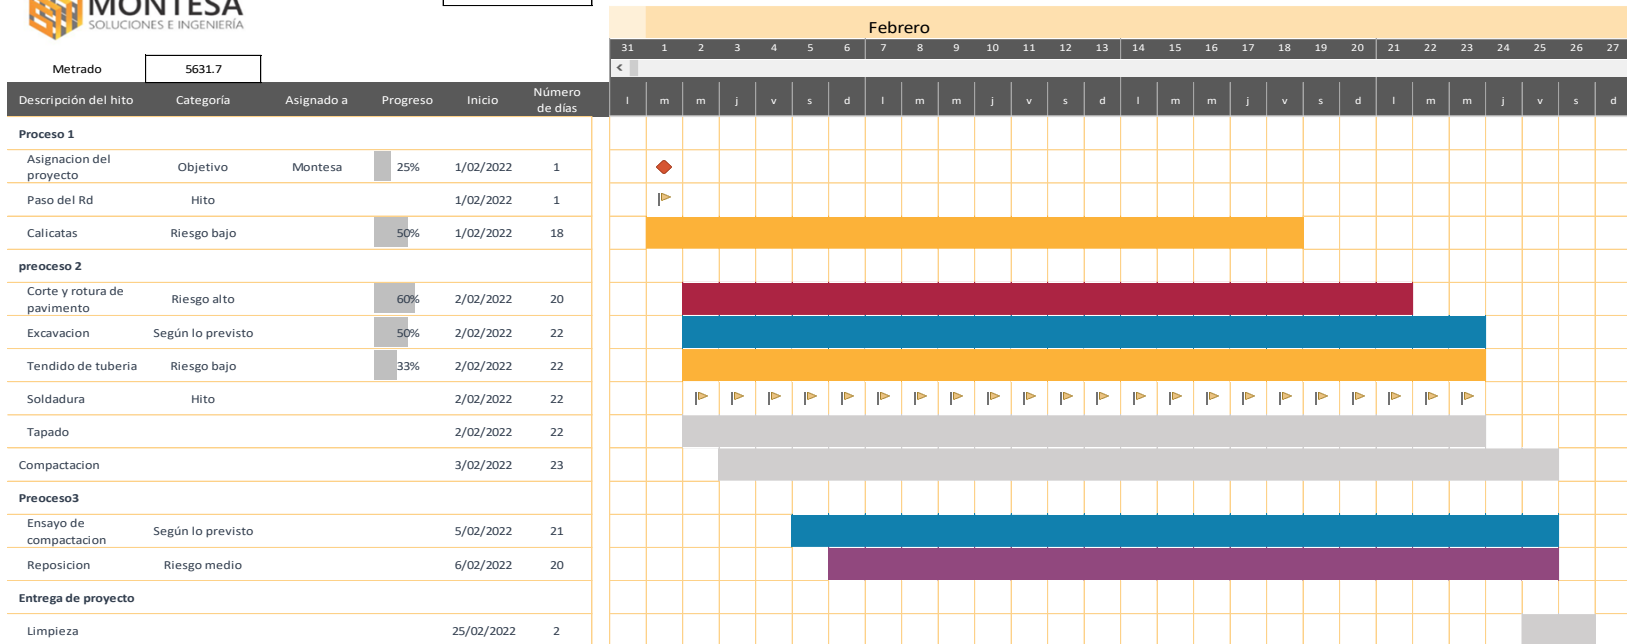 MONTESA
SOLUCIONES E INGENIERÍA
Febrero
31 1 2 3 4 5 6 7 8 9 10 11 12 13 14 15 16 17 18 19 20 21 22 23 24 25 26 27
Metrado 5631.7
<
Descripción del hito Categoría Asignado a Progreso Inicio Número de días l m m j v s d l m m j v s d l m m j v s d l m m j v s d
Proceso 1
Asignacion del proyecto Objetivo Montesa 25% 1/02/2022 1
Paso del Rd Hito 1/02/2022 1
Calicatas Riesgo bajo 50% 1/02/2022 18
preoceso 2
Corte y rotura de pavimento Riesgo alto 60% 2/02/2022 20
Excavacion Según lo previsto 50% 2/02/2022 22
Tendido de tuberia Riesgo bajo 33% 2/02/2022 22
Soldadura Hito 2/02/2022 22
Tapado 2/02/2022 22
Compactacion 3/02/2022 23
Preoceso3
Ensayo de compactacion Según lo previsto 5/02/2022 21
Reposicion Riesgo medio 6/02/2022 20
Entrega de proyecto
Limpieza 25/02/2022 2